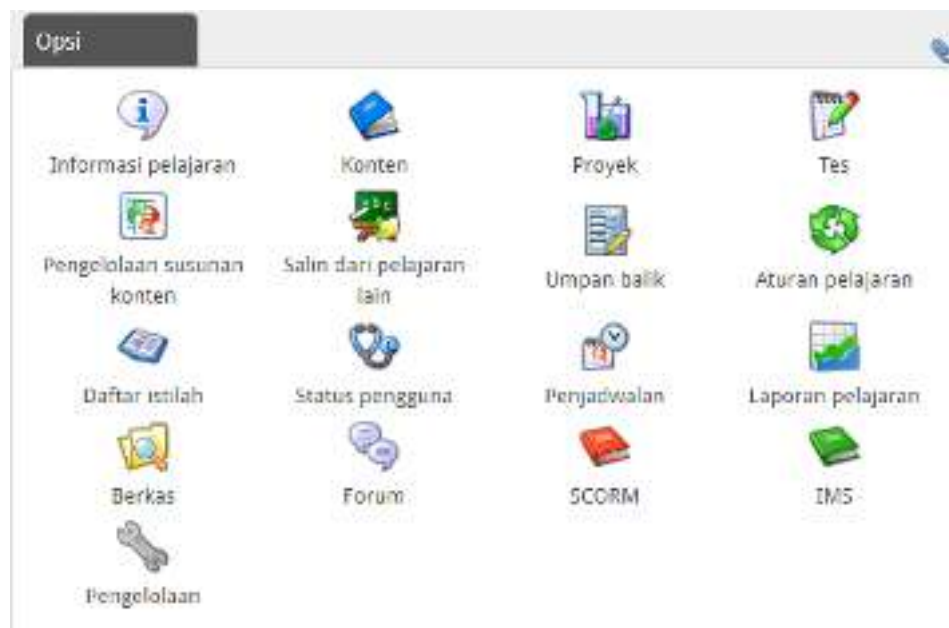 Opsi
Informasi pelajaran
Konten
Proyek
Tes
Pengelolaan susunan
konten
Salin dari pelajaran
lain
Umpan balik
Aturan pelajaran
Daftar istilah
Status pengguna
Penjadwalan
Laporan pelajaran
Berkas
Forum
SCORM
IMS
Pengelolaan